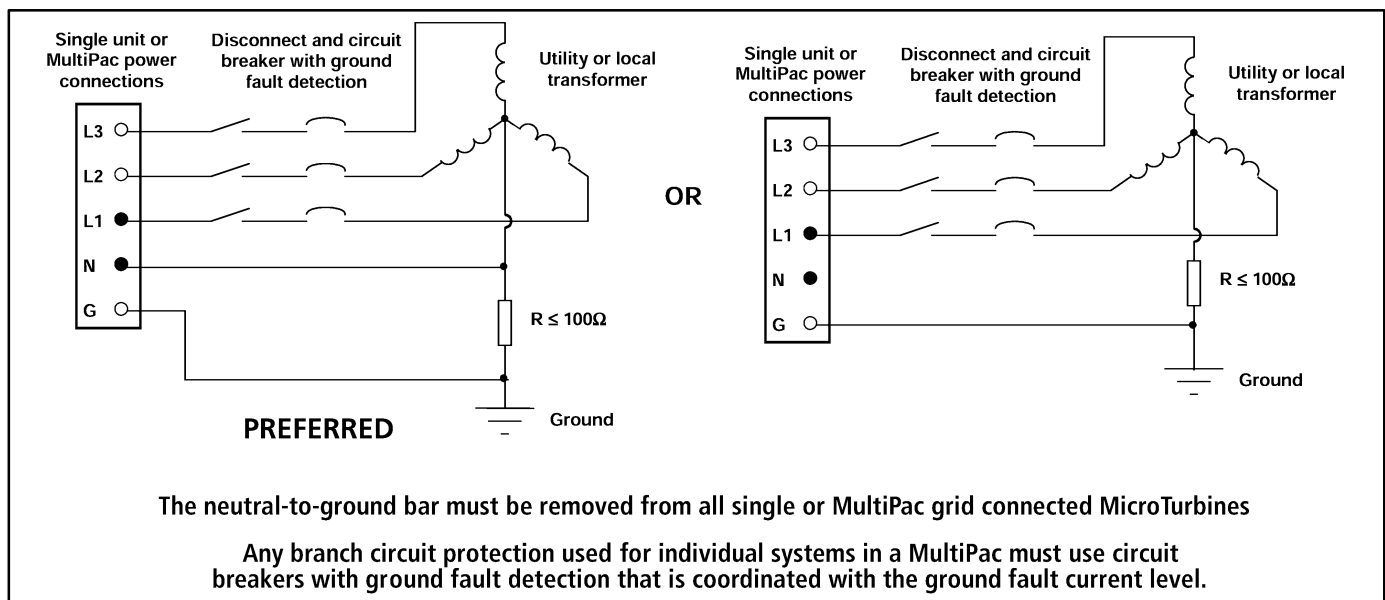 Single unit or
MultiPac power
connections
Disconnect and circuit
breaker with ground
fault detection
Utility or local
transformer
L3
L2
L1
N
G
R ≤ 100Ω
Ground
PREFERRED
OR
Single unit or
MultiPac power
connections
Disconnect and circuit
breaker with ground
fault detection
Utility or local
transformer
L3
L2
L1
N
G
R ≤ 100Ω
Ground
The neutral-to-ground bar must be removed from all single or MultiPac grid connected MicroTurbines
Any branch circuit protection used for individual systems in a MultiPac must use circuit
breakers with ground fault detection that is coordinated with the ground fault current level.